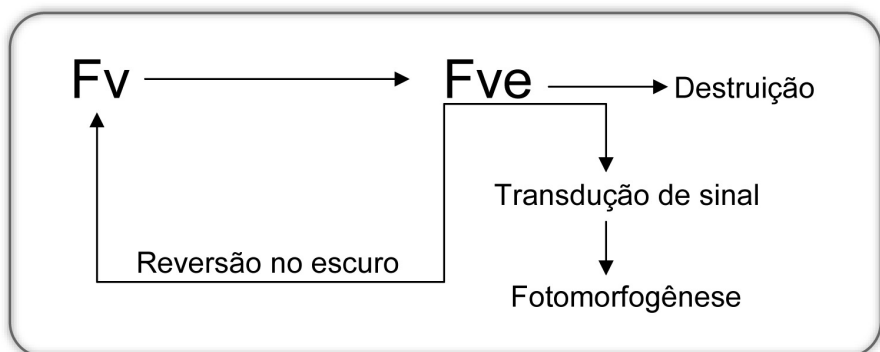 Fv
Fve
Destruição
Transdução de sinal
Reversão no escuro
Fotomorfogênese